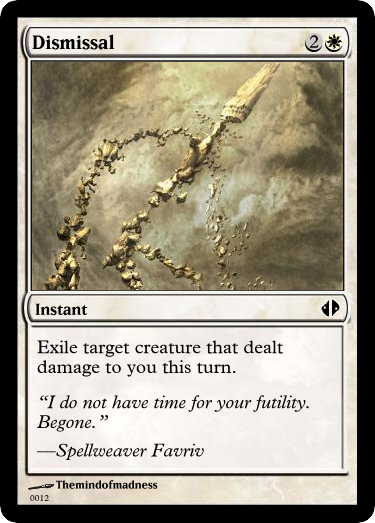 Dismissal 2
Instant
Exile target creature that dealt
damage to you this turn.
“I do not have time for your futility.
Begone.”
—Spellweaver Favriv
Themindofmadness
0012